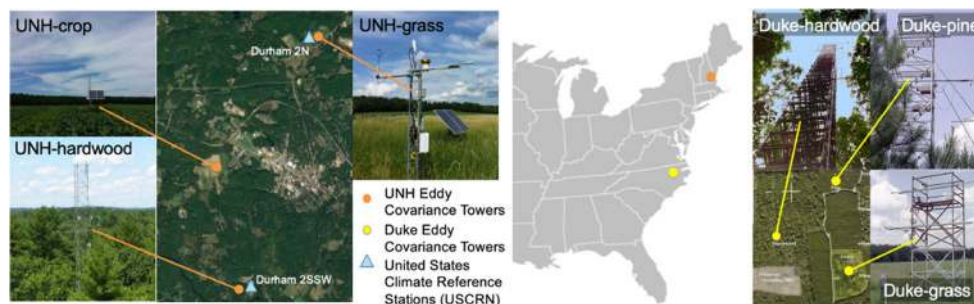 UNH-crop
UNH-hardwood
Durham 2N
Durham 2SSW
UNH-grass
UNH Eddy
Covariance Towers
Duke Eddy
Covariance Towers
United States
Climate Reference
Stations (USCRN)
Duke-hardwood
Duke-pine
Duke-grass